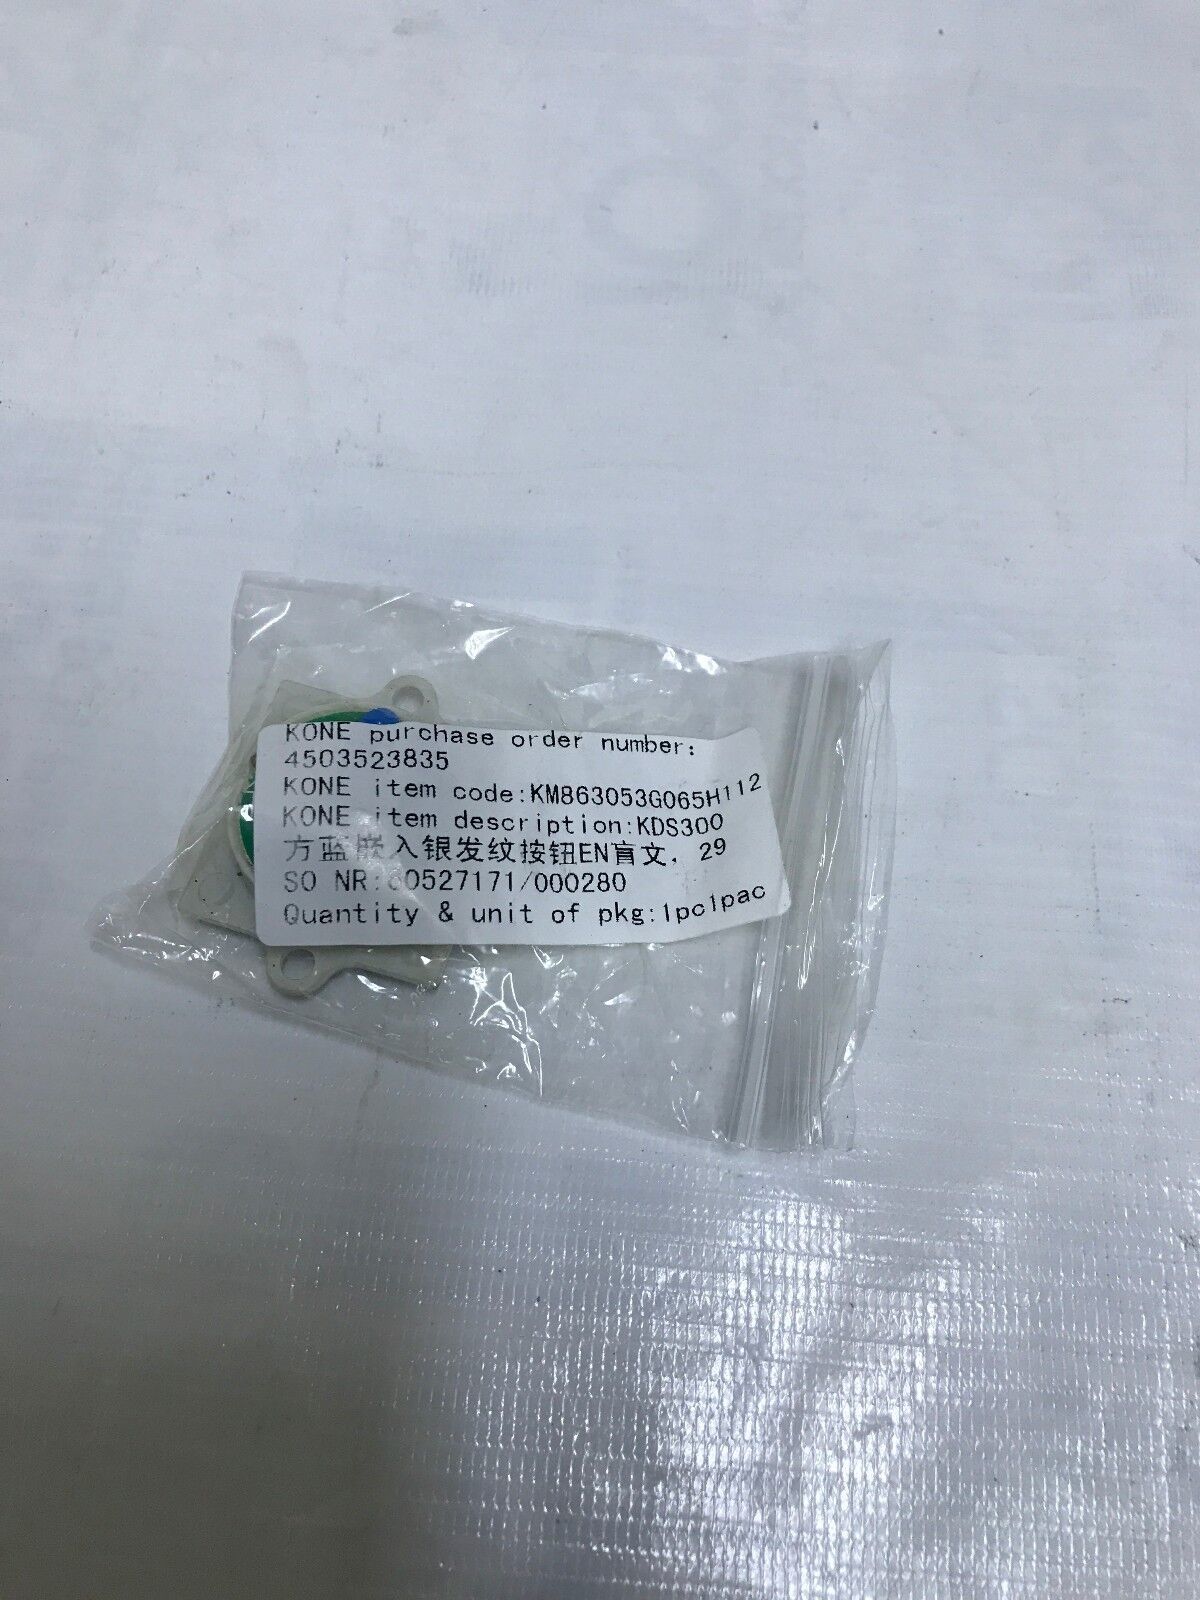 KONE purchase order number:
4503523835
KONE item code:KM863053G065H112
KONE item description:KDS300
方蓝嵌入银发纹按钮EN盲文，29
SO NR: /000280
Quantity & unit of pkg:1pc1pac